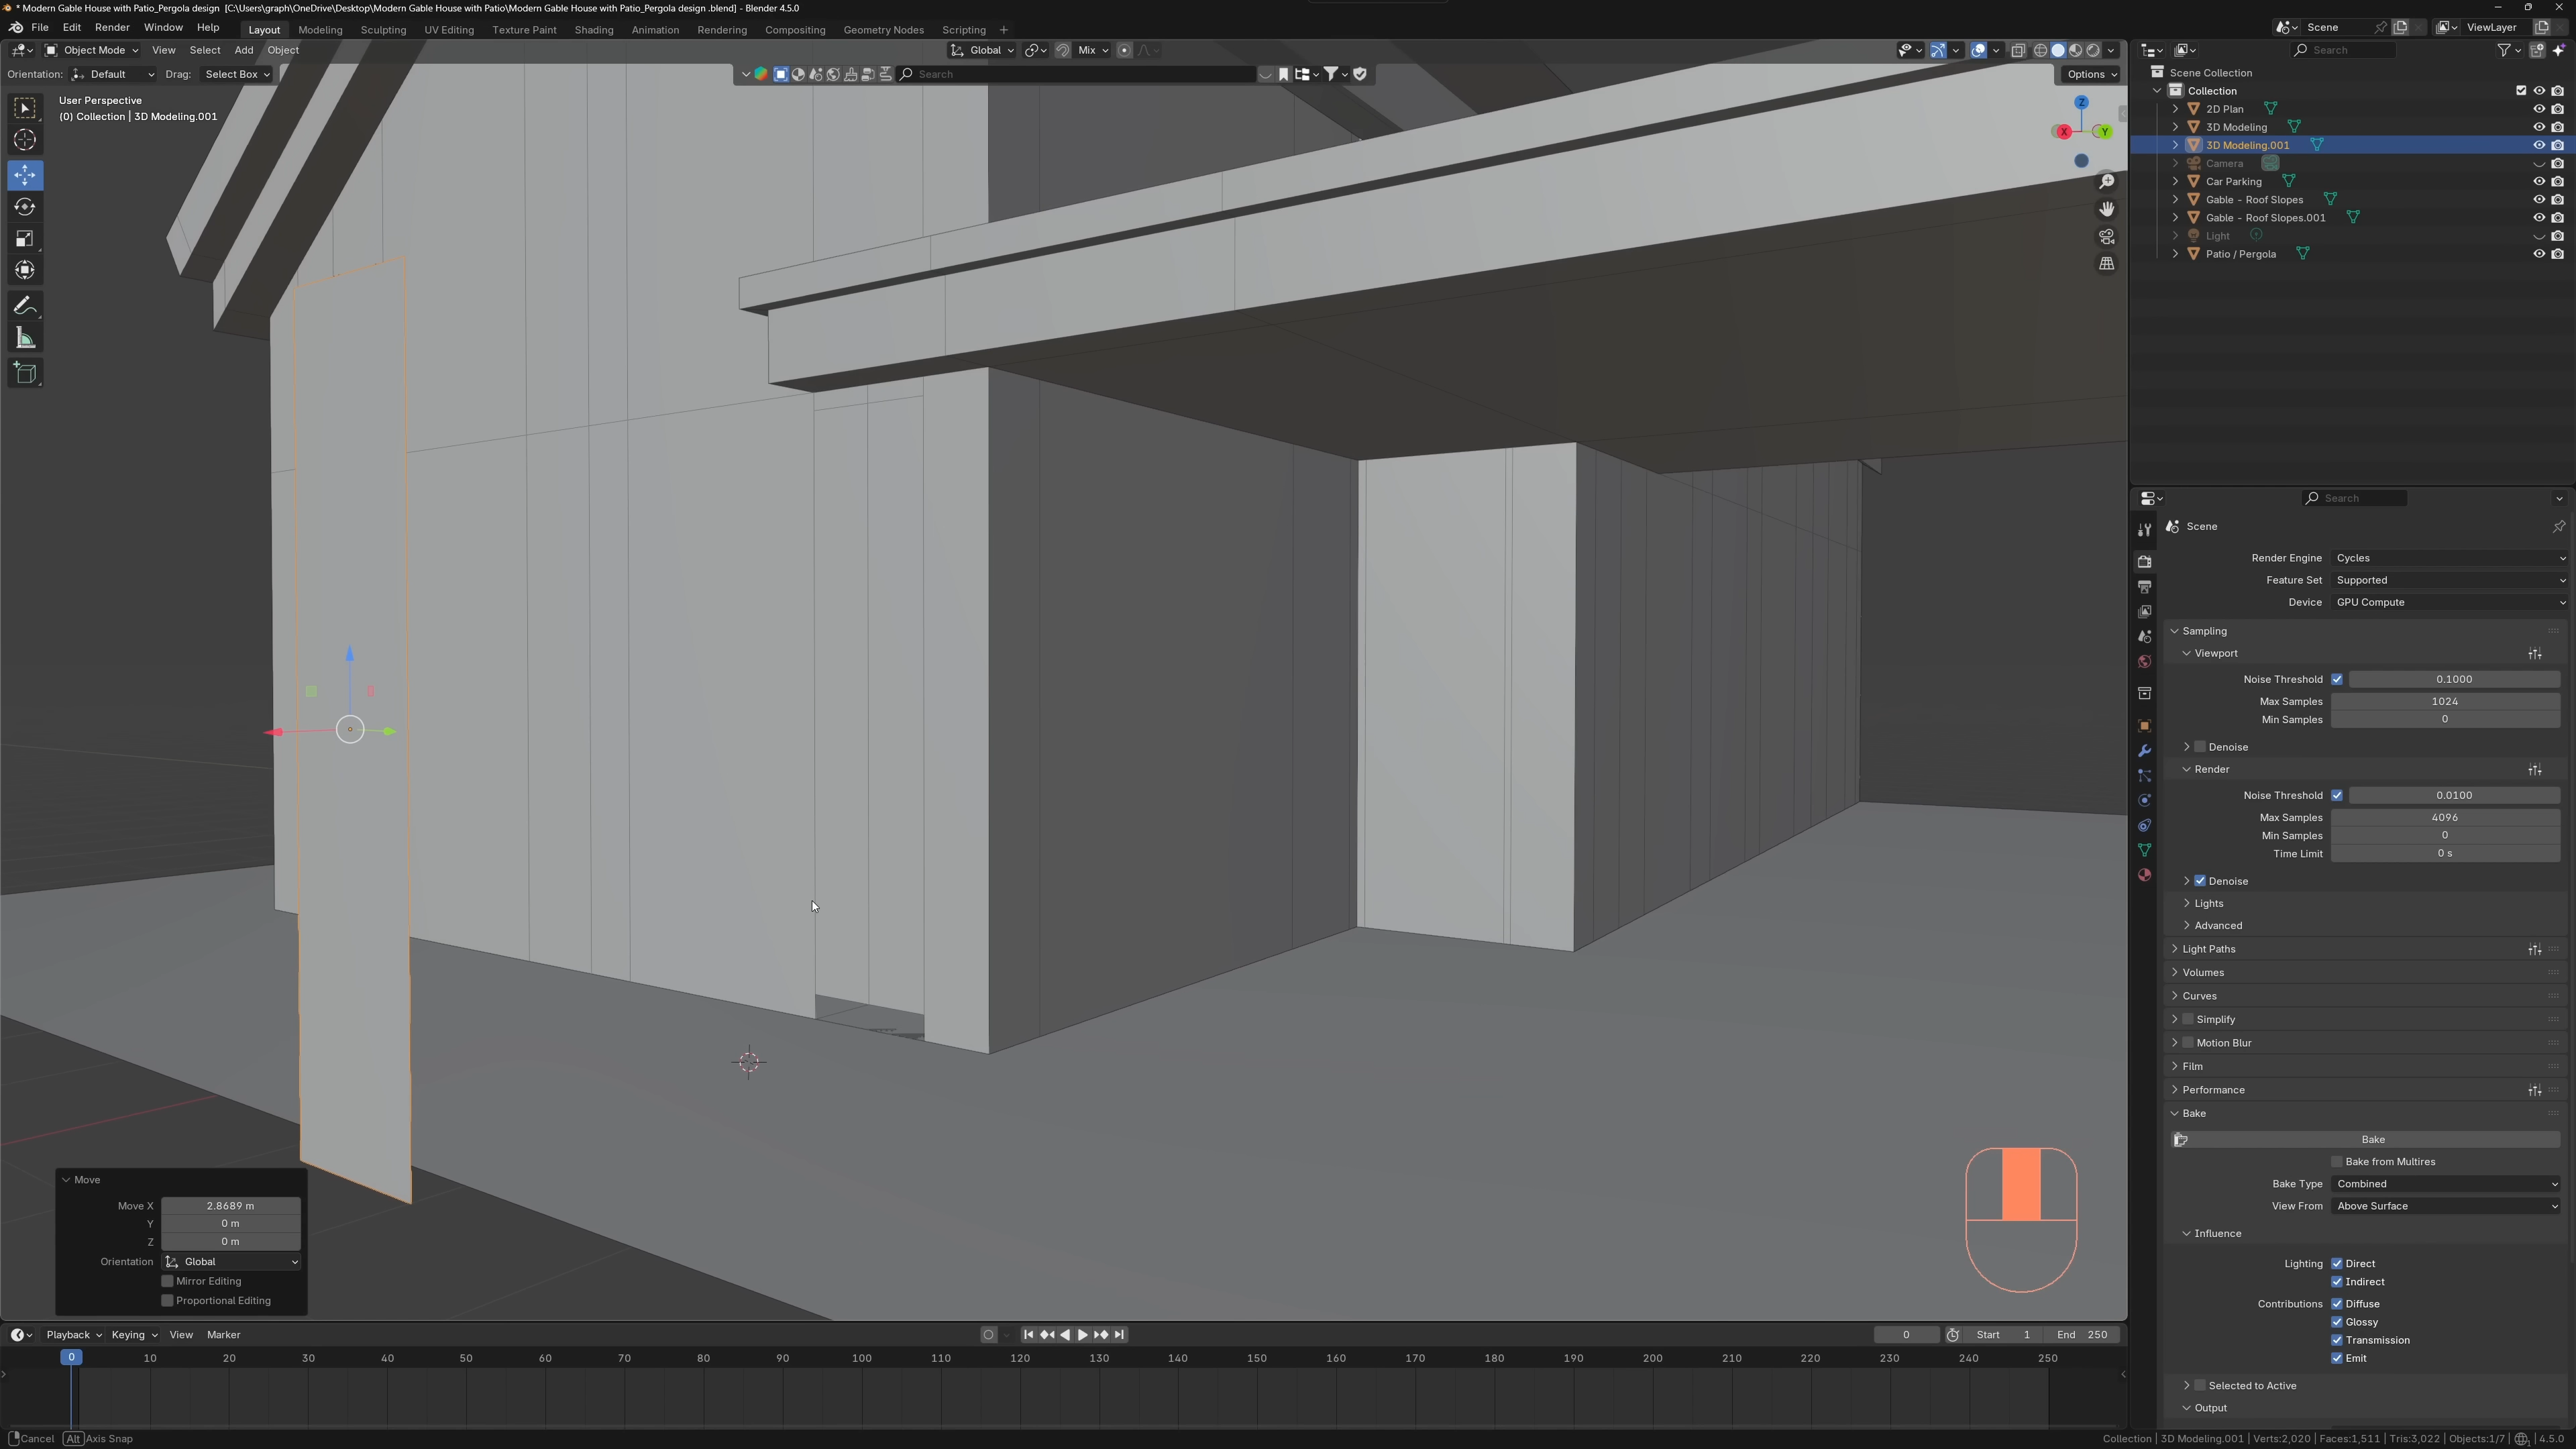 * Modern Gable House with Patio_Pergola design  [C:\Users\graph\OneDrive\Desktop\Modern Gable House with Patio\Modern Gable House with Patio_Pergola design .blend] - Blender 4.5.0
File Edit Render Window Help Layout Modeling Sculpting UV Editing Texture Paint Shading Animation Rendering Compositing Geometry Nodes Scripting + Scene ViewLayer
Object Mode View Select Add Object Global Mix Search
Orientation: Default Drag: Select Box Search Options
User Perspective
(0) Collection | 3D Modeling.001
Z
X Y
Scene Collection
Collection
2D Plan
3D Modeling
3D Modeling.001
Camera
Car Parking
Gable - Roof Slopes
Gable - Roof Slopes.001
Light
Patio / Pergola
Search
Scene
Render Engine Cycles
Feature Set Supported
Device GPU Compute
Sampling
Viewport
Noise Threshold 0.1000
Max Samples 1024
Min Samples 0
Denoise
Render
Noise Threshold 0.0100
Max Samples 4096
Min Samples 0
Time Limit 0 s
Denoise
Lights
Advanced
Light Paths
Volumes
Curves
Simplify
Motion Blur
Film
Performance
Bake
Bake
Bake from Multires
Bake Type Combined
View From Above Surface
Influence
Lighting Direct
Indirect
Contributions Diffuse
Glossy
Transmission
Emit
Selected to Active
Output
Move
Move X 2.8689 m
Y 0 m
Z 0 m
Orientation Global
Mirror Editing
Proportional Editing
Playback Keying View Marker 0 Start 1 End 250
0 10 20 30 40 50 60 70 80 90 100 110 120 130 140 150 160 170 180 190 200 210 220 230 240 250
Cancel Alt Axis Snap
Collection | 3D Modeling.001 | Verts:2,020 | Faces:1,511 | Tris:3,022 | Objects:1/7 | 4.5.0